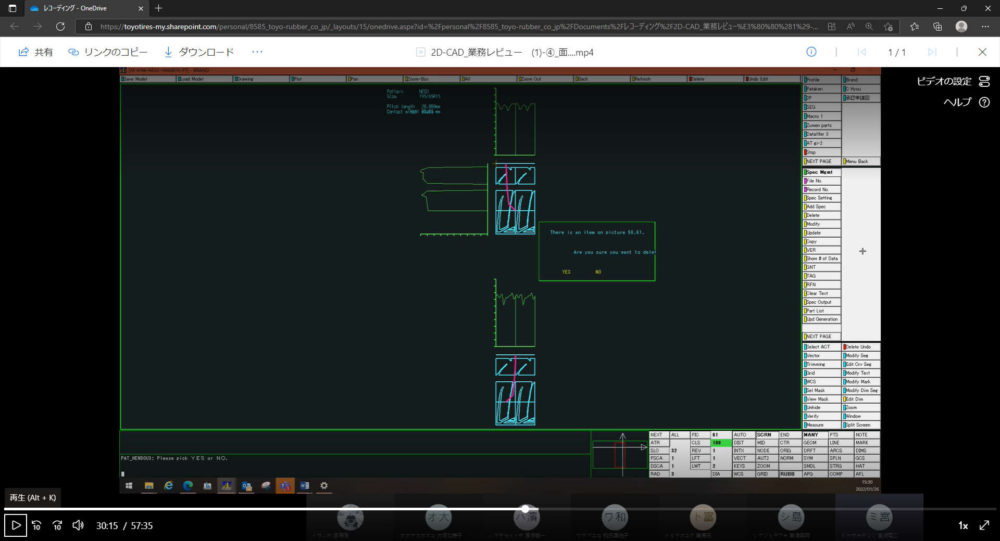 レコーディング - OneDrive
https://toyotires-my.sharepoint.com/personal/8585_toyo-rubber_co_jp/_layouts/15/onedrive.aspx?id=%2Fpersonal%2F8585_toyo-rubber_co_jp%2FDocuments%2Fレコーディング%2F2D-CAD_業務レビュー%E3%80%80%281%29-...
共有 リンクのコピー ダウンロード ... 2D-CAD_業務レビュー (1)-④_面....mp4 1 / 1
ビデオの設定
ヘルプ
[M-4796-NE03-19565R15-PT] - BRAND
Save Model Load Model Drawing Plot Pan Zoom-Box All Zoom Out Back Refresh Delete Undo Edit
Profile Brand
Pataken C Hyou
2P 承認申請図
SEG
Macro 1
Zumen parts
DataXfer 3
AT gi-2
Stop
NEXT PAGE Menu Back
Pattern NE03
Size 195/65R15
Pitch length 28.808mm
Contact width
Spec Mgmt
File No.
Record No.
Spec Setting
Add Spec
Delete
Modify
Update
Copy
VER
Show # of Data
GNT
TAG
RFN
Clear Text
Spec Output
Part List
Upd Generation
NEXT PAGE
There is an item on picture 50,61.
Are you sure you want to delet
YES NO
Select ACT Delete Undo
Vector Modify Seg
Trimming Edit Crv Seg
Grid Modify Text
WCS Modify Mark
Sel Mask Modify Dim Seg
View Mask Edit Dim
Unhide Zoom
Verify Window
Measure Split Screen
NEXT ALL PIC 61 AUTO SCRN END MANY PTS NOTE
ATR CLS 100 DIST MID CTR GEOM LINE MARK
SLO 32 REV 1 INTX NODE ORIG DRFT ARCS DIMS
PSCA 1 LFT 1 VECT AUT2 NORM SYM SPLN GCS
DSCA 1 LWT 2 KEYS ZOOM SMDL STRG HAT
RAD 3 DIA WCS GRID RUBB APG COMP AFL
PAT_HENDOU3: Please pick YES or NO.
15:30
2022/01/26
再生 (Alt + K)
オ大 ハ濱 ワ和 ト富 シ島 ミ宮
10 10 30:15 / 57:35 1x